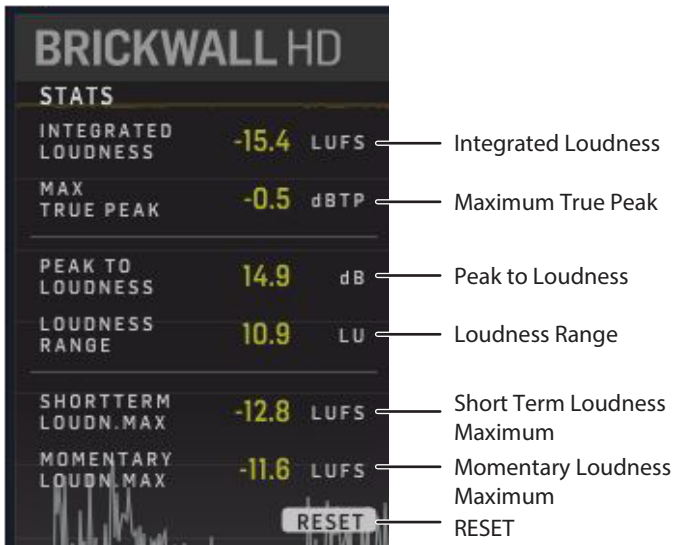 BRICKWALL HD
STATS
INTEGRATED
LOUDNESS
-15.4 LUFS
Integrated Loudness
MAX
TRUE PEAK
-0.5 dBTP
Maximum True Peak
PEAK TO
LOUDNESS
14.9 dB
Peak to Loudness
LOUDNESS
RANGE
10.9 LU
Loudness Range
SHORTTERM
LOUDN.MAX
-12.8 LUFS
Short Term Loudness
Maximum
MOMENTARY
LOUDN.MAX
-11.6 LUFS
Momentary Loudness
Maximum
RESET
RESET